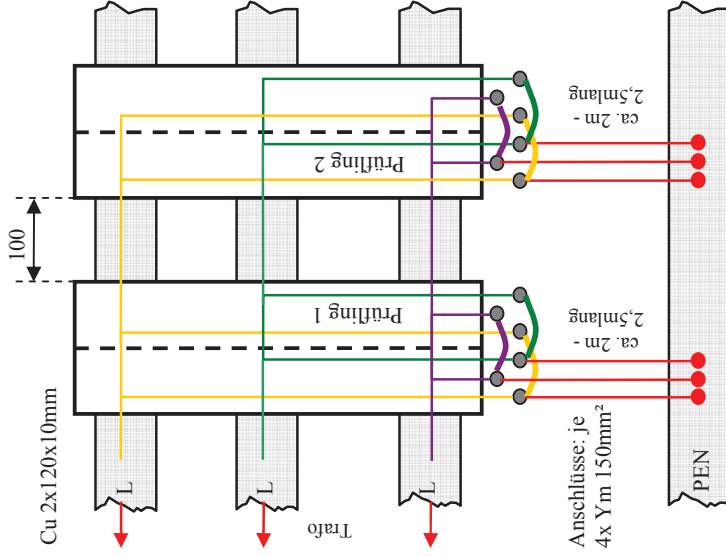 Cu 2x120x10mm
100
L
L
L
Trafo
Prüfling 1
Prüfling 2
ca. 2m -
2,5mlang
ca. 2m -
2,5mlang
Anschlüsse: je
4x Ym 150mm²
PEN